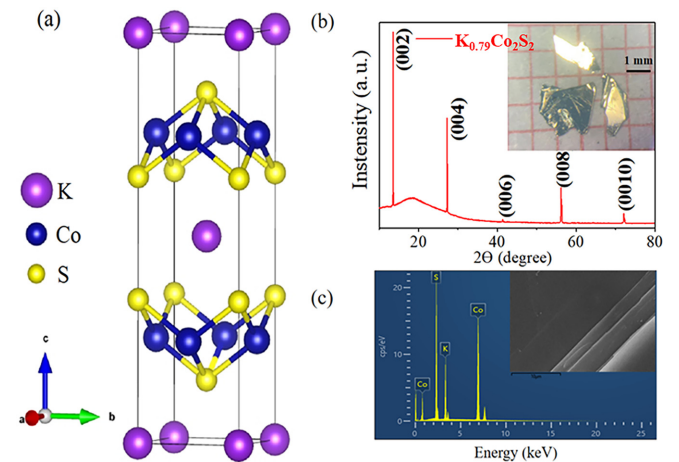 (a)
K
Co
S
c
a
b
(b)
Instensity (a.u.)
(002)
(004)
(006)
(008
(0010)
K0.79Co2S2
1 mm
20
40
60
80
2Θ (degree)
(c)
cps/eV
20
10
0
S
K
Co
Co
0
5
10
15
20
25
Energy (keV)